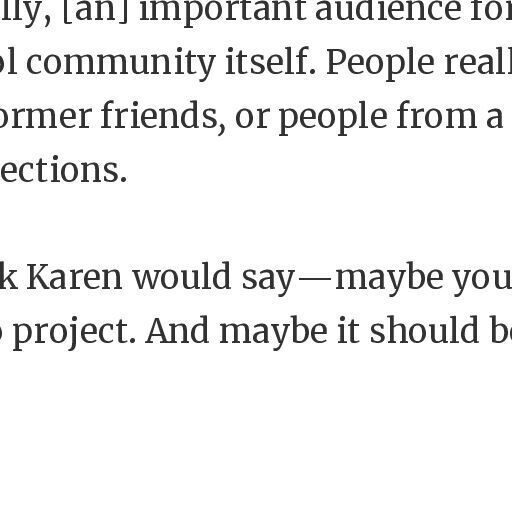 lly, [an] important audience for
ol community itself. People reall
ormer friends, or people from a
ections.
k Karen would say—maybe you
o project. And maybe it should be